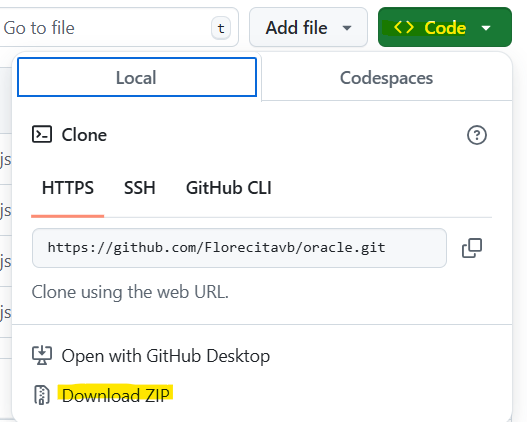 Go to file t Add file <> Code
Local Codespaces
Clone
js
HTTPS SSH GitHub CLI
js
https://github.com/Florecitavb/oracle.git
js
Clone using the web URL.
js
Open with GitHub Desktop
Download ZIP